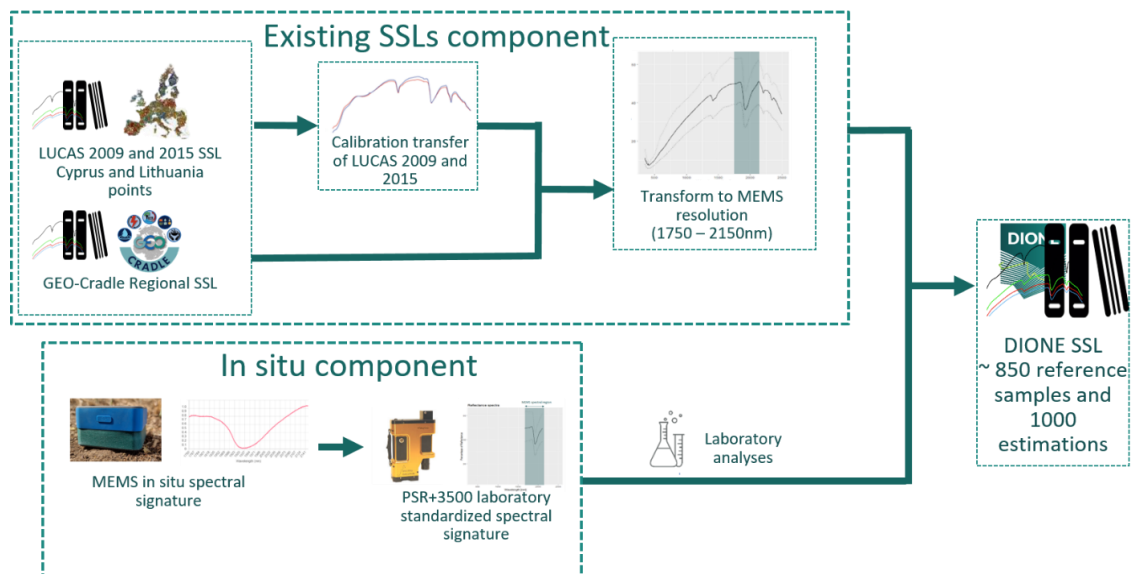 Existing SSLs component
LUCAS 2009 and 2015 SSL
Cyprus and Lithuania
points
GEO
CRADLE
GEO-Cradle Regional SSL
Calibration transfer
of LUCAS 2009 and
2015
Transform to MEMS
resolution
(1750 – 2150nm)
In situ component
MEMS in situ spectral
signature
PSR+3500 laboratory
standardized spectral
signature
Laboratory
analyses
DIONE SSL
~ 850 reference
samples and
1000
estimations